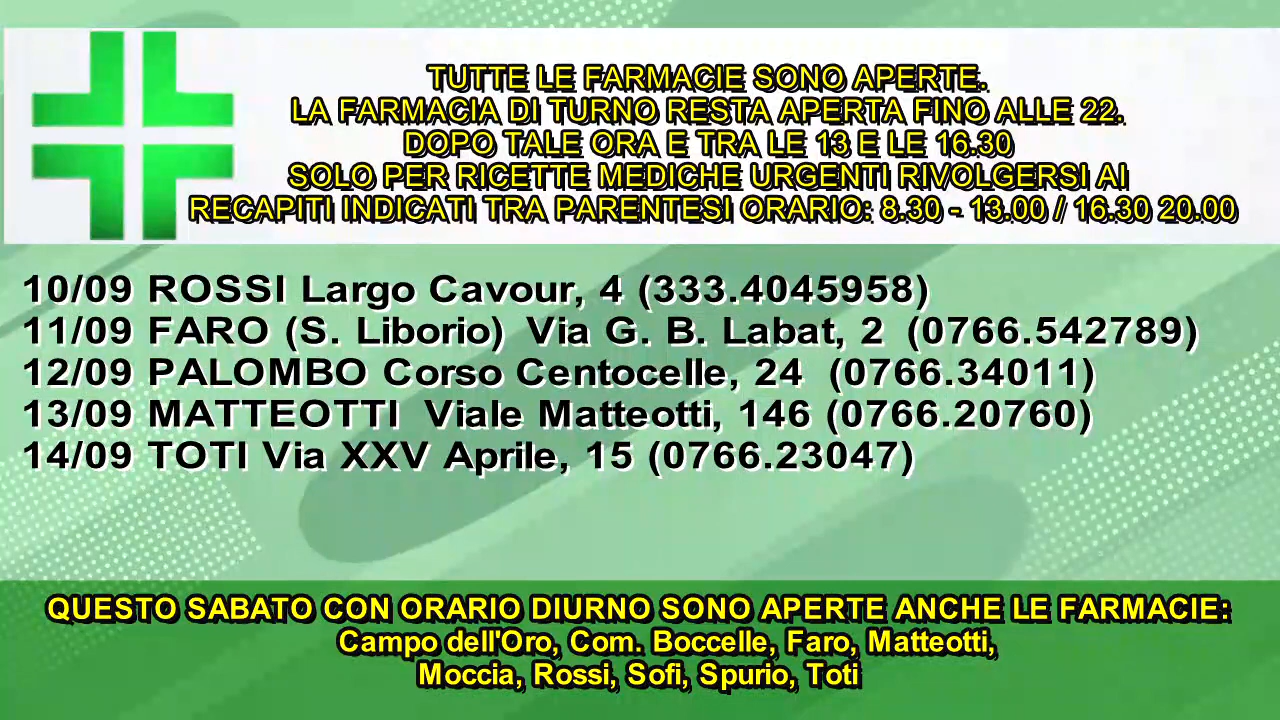 TUTTE LE FARMACIE SONO APERTE.
LA FARMACIA DI TURNO RESTA APERTA FINO ALLE 22.
DOPO TALE ORA E TRA LE 13 E LE 16.30
SOLO PER RICETTE MEDICHE URGENTI RIVOLGERSI AI
RECAPITI INDICATI TRA PARENTESI ORARIO: 8.30 - 13.00 / 16.30 20.00
10/09 ROSSI Largo Cavour, 4 (333.4045958)
11/09 FARO (S. Liborio) Via G. B. Labat, 2 (0766.542789)
12/09 PALOMBO Corso Centocelle, 24 (0766.34011)
13/09 MATTEOTTI Viale Matteotti, 146 (0766.20760)
14/09 TOTI Via XXV Aprile, 15 (0766.23047)
QUESTO SABATO CON ORARIO DIURNO SONO APERTE ANCHE LE FARMACIE:
Campo dell'Oro, Com. Boccelle, Faro, Matteotti,
Moccia, Rossi, Sofi, Spurio, Toti